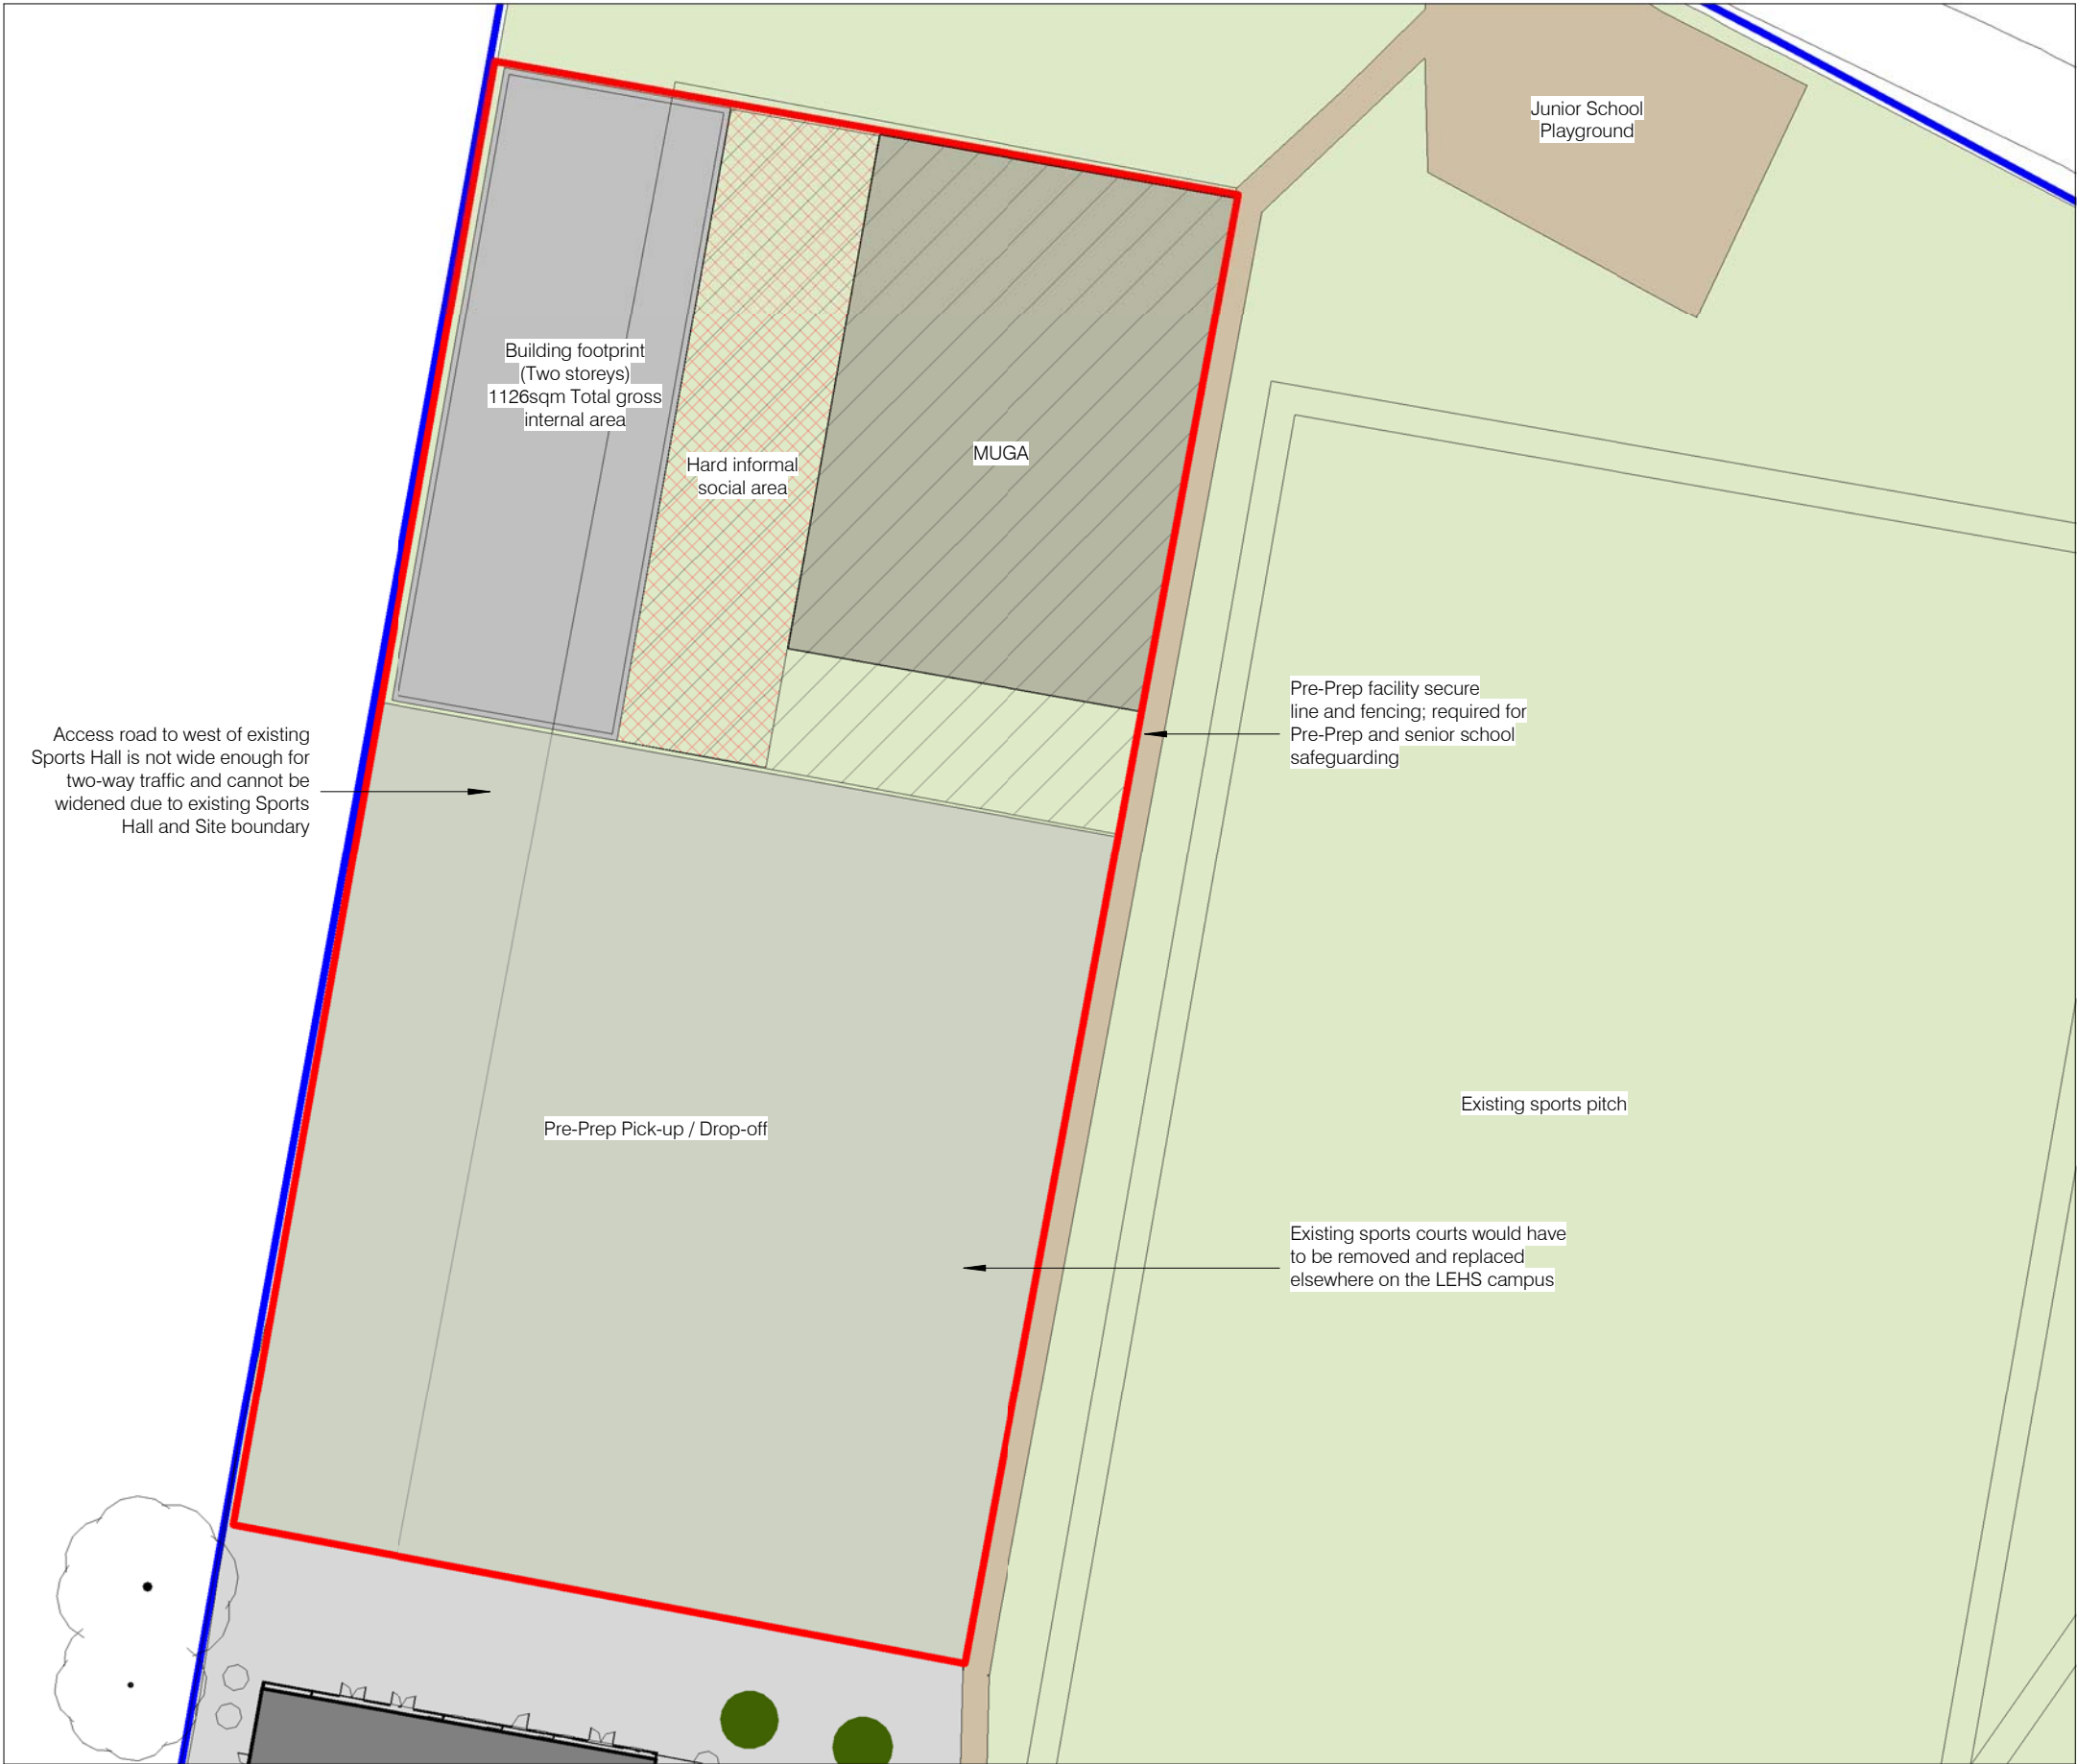 Junior School
Playground
Building footprint
(Two storeys)
1126sqm Total gross
internal area
Hard informal
social area
MUGA
Pre-Prep facility secure
line and fencing; required for
Pre-Prep and senior school
safeguarding
Access road to west of existing
Sports Hall is not wide enough for
two-way traffic and cannot be
widened due to existing Sports
Hall and Site boundary
Existing sports pitch
Pre-Prep Pick-up / Drop-off
Existing sports courts would have
to be removed and replaced
elsewhere on the LEHS campus